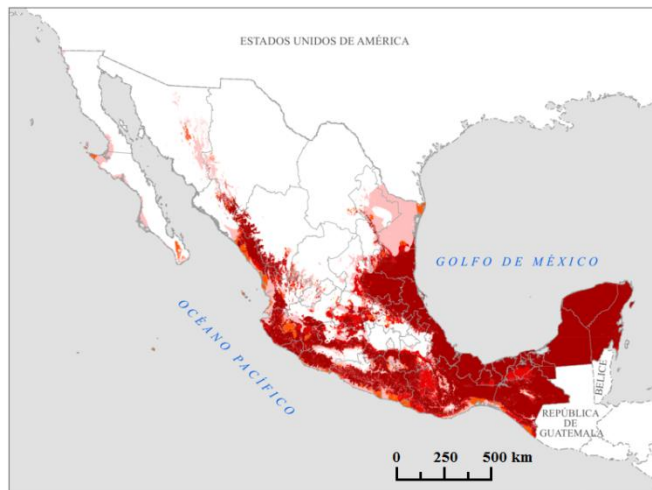 ESTADOS UNIDOS DE AMÉRICA
GOLFO DE MÉXICO
OCÉANO PACÍFICO
BELICE
REPÚBLICA
DE
GUATEMALA
0 250 500 km